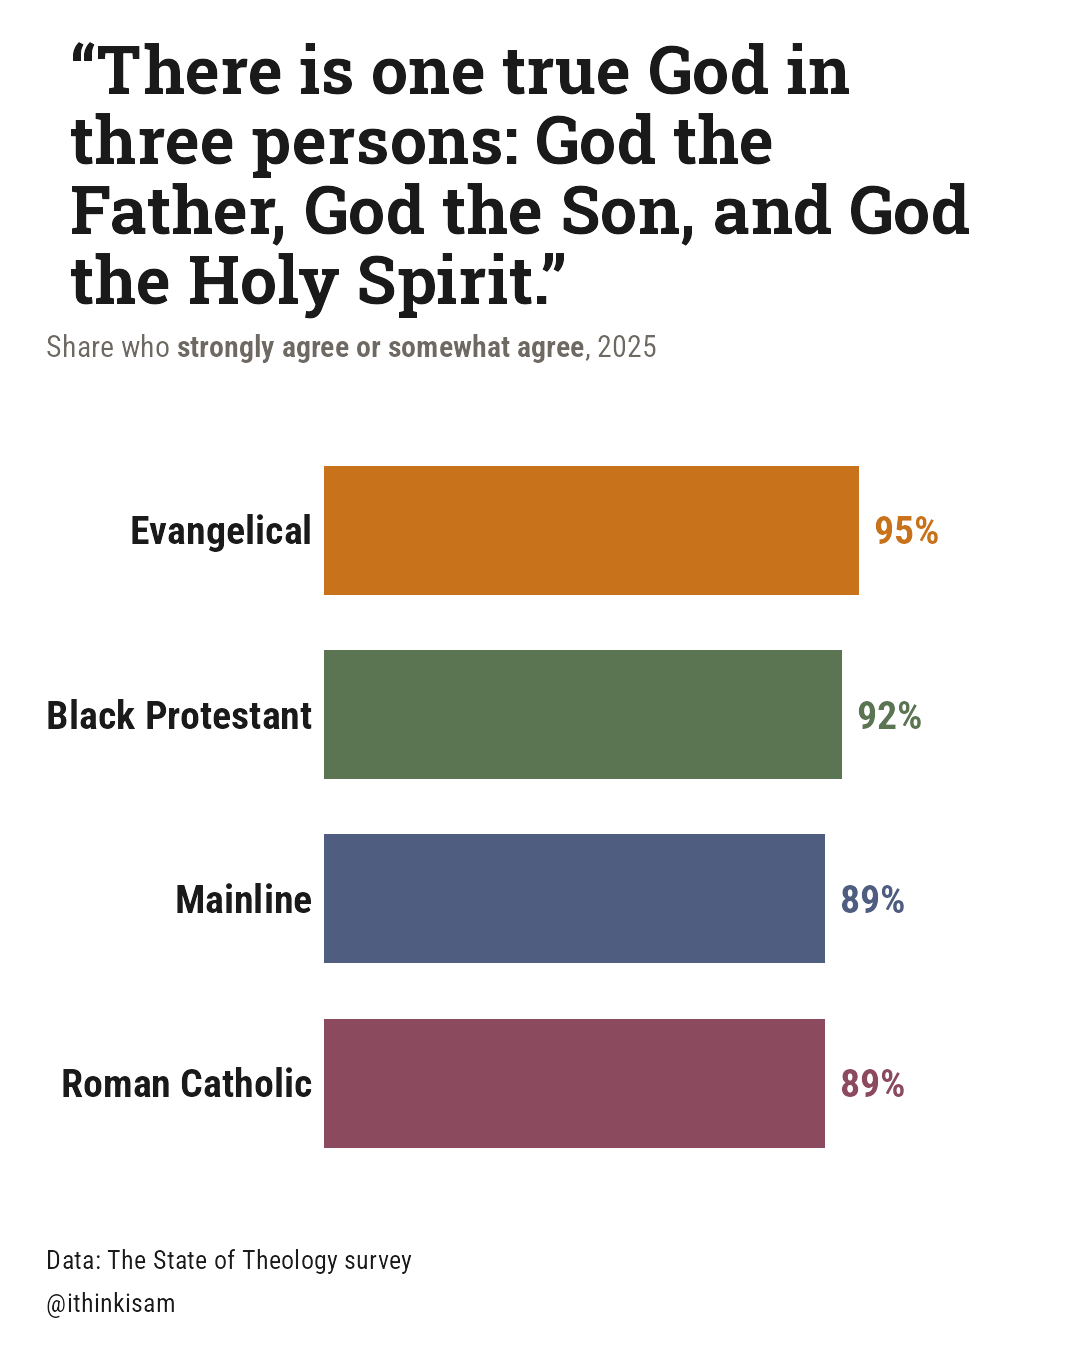 “There is one true God in
three persons: God the
Father, God the Son, and God
the Holy Spirit.”
Share who strongly agree or somewhat agree, 2025
Evangelical 95%
Black Protestant 92%
Mainline 89%
Roman Catholic 89%
Data: The State of Theology survey
@ithinkisam